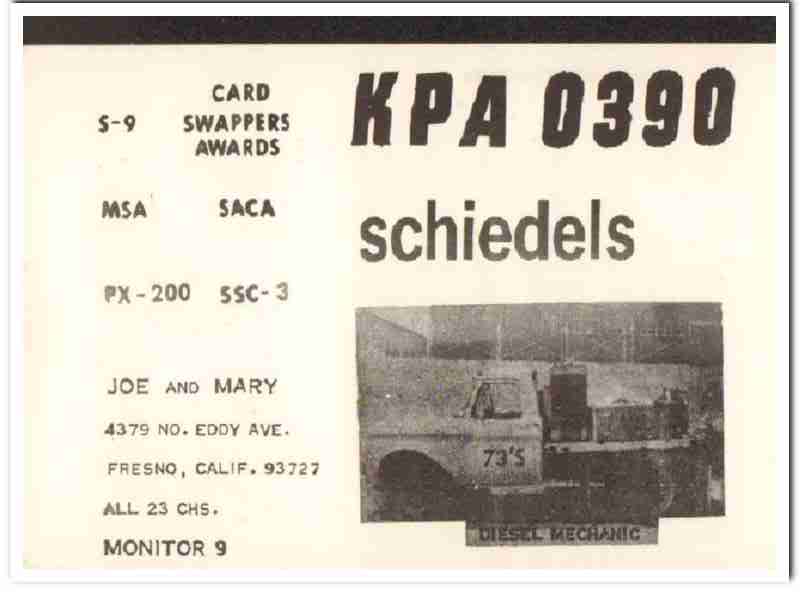 KPA 0390
CARD
S-9 SWAPPERS
AWARDS
MSA SACA
schiedels
PX-200 SSC-3
JOE AND MARY
4379 NO. EDDY AVE.
FRESNO, CALIF. 93727
ALL 23 CHS.
MONITOR 9
73'S
DIESEL MECHANIC